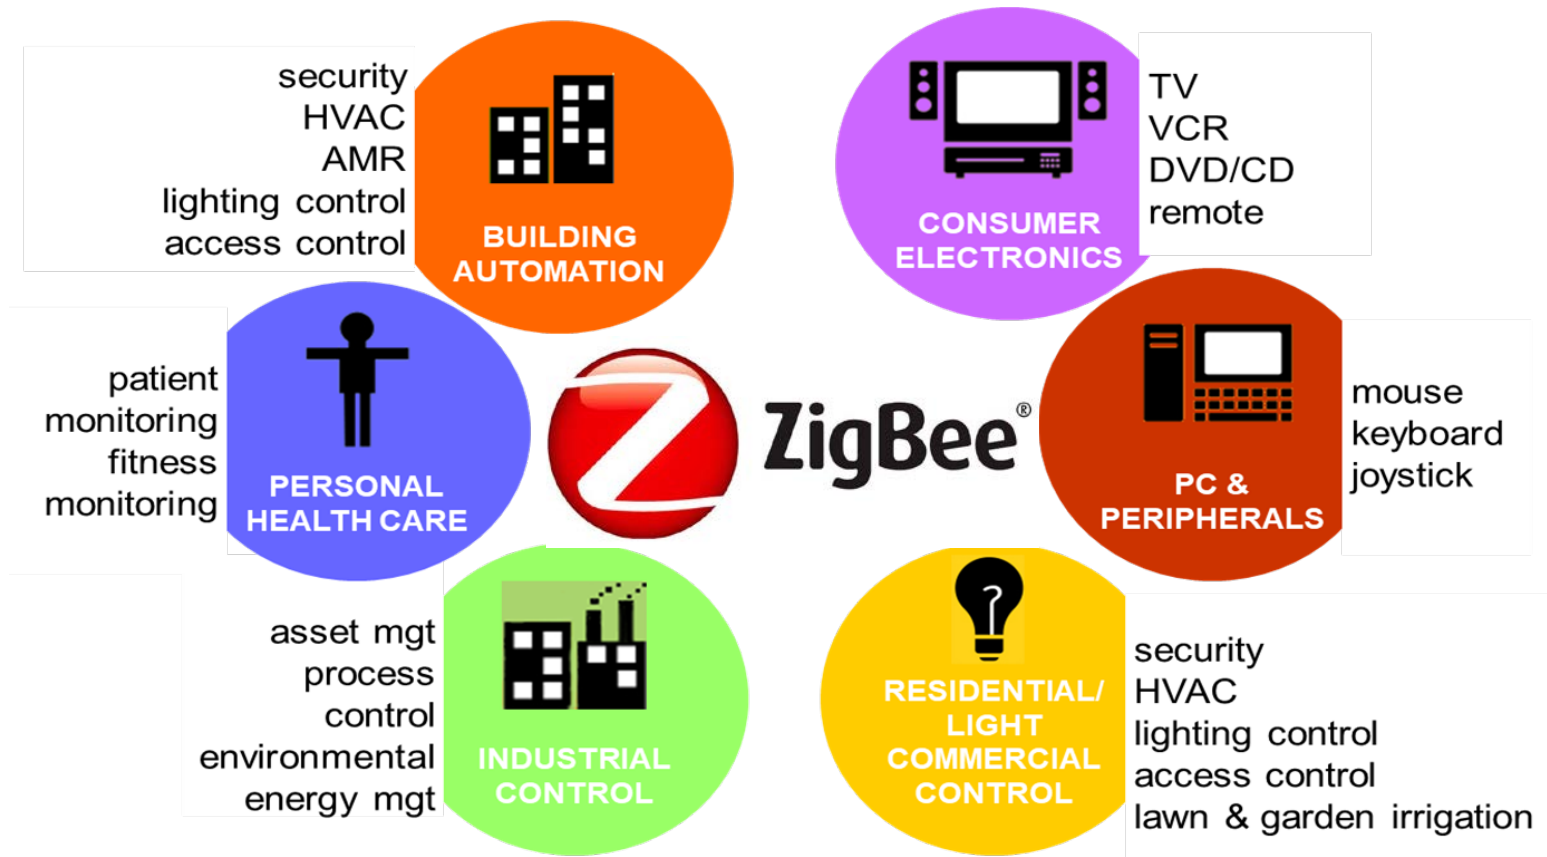 security
HVAC
AMR
lighting control
access control
BUILDING
AUTOMATION
CONSUMER
ELECTRONICS
TV
VCR
DVD/CD
remote
patient
monitoring
fitness
monitoring
PERSONAL
HEALTH CARE
ZigBee®
PC &
PERIPHERALS
mouse
keyboard
joystick
asset mgt
process
control
environmental
energy mgt
INDUSTRIAL
CONTROL
?
RESIDENTIAL/
LIGHT
COMMERCIAL
CONTROL
security
HVAC
lighting control
access control
lawn & garden irrigation